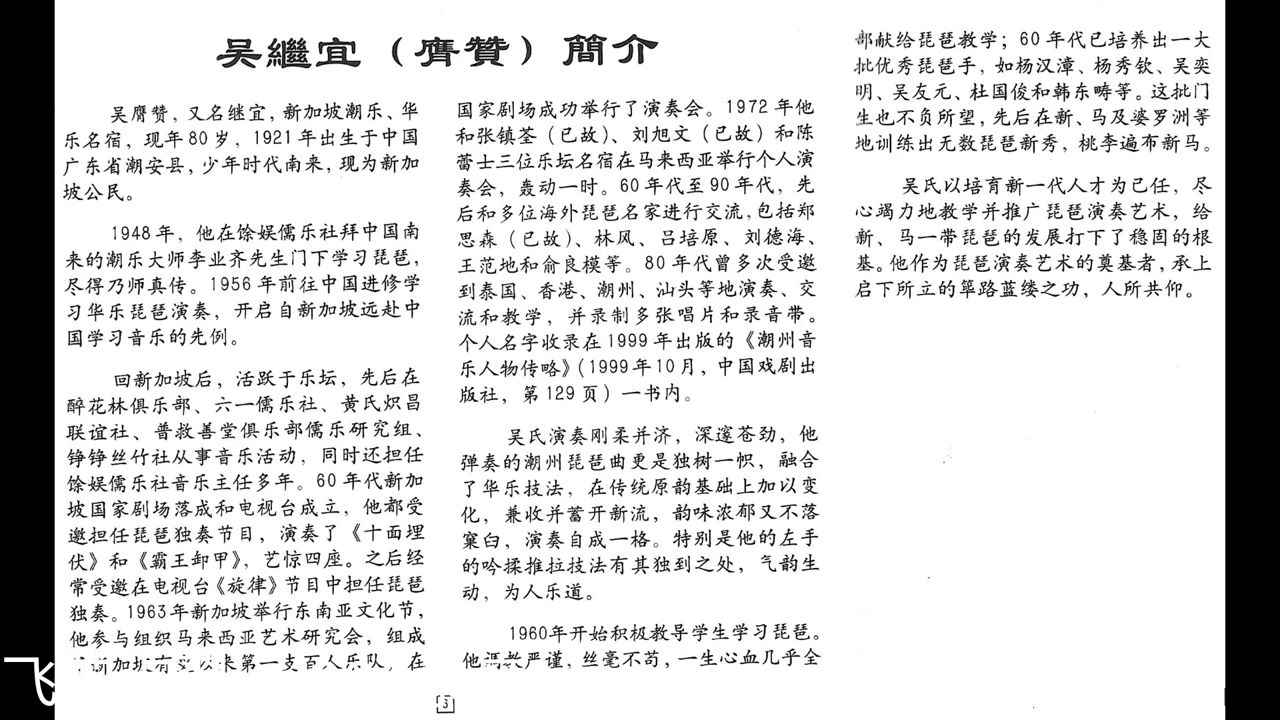 吴繼宜（膺贊）簡介
吴膺赞，又名继宜，新加坡潮乐、华
乐名宿，现年80岁，1921年出生于中国
广东省潮安县，少年时代南来，现为新加
坡公民。
1948年，他在馀娱儒乐社拜中国南
来的潮乐大师李业齐先生门下学习琵琶，
尽得乃师真传。1956年前往中国进修学
习华乐琵琶演奏，开启自新加坡远赴中
国学习音乐的先例。
回新加坡后，活跃于乐坛，先后在
醉花林俱乐部、六一儒乐社、黄氏炽昌
联谊社、普救善堂俱乐部儒乐研究组、
铮铮丝竹社从事音乐活动，同时还担任
馀娱儒乐社音乐主任多年。60年代新加
坡国家剧场落成和电视台成立，他都受
邀担任琵琶独奏节目，演奏了《十面埋
伏》和《霸王卸甲》，艺惊四座。之后经
常受邀在电视台《旋律》节目中担任琵琶
独奏。1963年新加坡举行东南亚文化节，
他参与组织马来西亚艺术研究会，组成
新加坡有史以来第一支百人乐队，在
国家剧场成功举行了演奏会。1972年他
和张镇荃（已故）、刘旭文（已故）和陈
蕾士三位乐坛名宿在马来西亚举行个人演
奏会，轰动一时。60年代至90年代，先
后和多位海外琵琶名家进行交流，包括郑
思森（已故）、林风、吕培原、刘德海、
王范地和俞良模等。80年代曾多次受邀
到泰国、香港、潮州、汕头等地演奏、交
流和教学，并录制多张唱片和录音带。
个人名字收录在1999年出版的《潮州音
乐人物传略》（1999年10月，中国戏剧出
版社，第129页）一书内。
吴氏演奏刚柔并济，深邃苍劲，他
弹奏的潮州琵琶曲更是独树一帜，融合
了华乐技法，在传统原韵基础上加以变
化，兼收并蓄开新流，韵味浓郁又不落
窠臼，演奏自成一格。特别是他的左手
的吟揉推拉技法有其独到之处，气韵生
动，为人乐道。
1960年开始积极教导学生学习琵琶。
他 严谨，丝毫不苟，一生心血几乎全
部献给琵琶教学；60年代已培养出一大
批优秀琵琶手，如杨汉漳、杨秀钦、吴奕
明、吴友元、杜国俊和韩东畴等。这批门
生也不负所望，先后在新、马及婆罗洲等
地训练出无数琵琶新秀，桃李遍布新马。
吴氏以培育新一代人才为己任，尽
心竭力地教学并推广琵琶演奏艺术，给
新、马一带琵琶的发展打下了稳固的根
基。他作为琵琶演奏艺术的奠基者，承上
启下所立的筚路蓝缕之功，人所共仰。